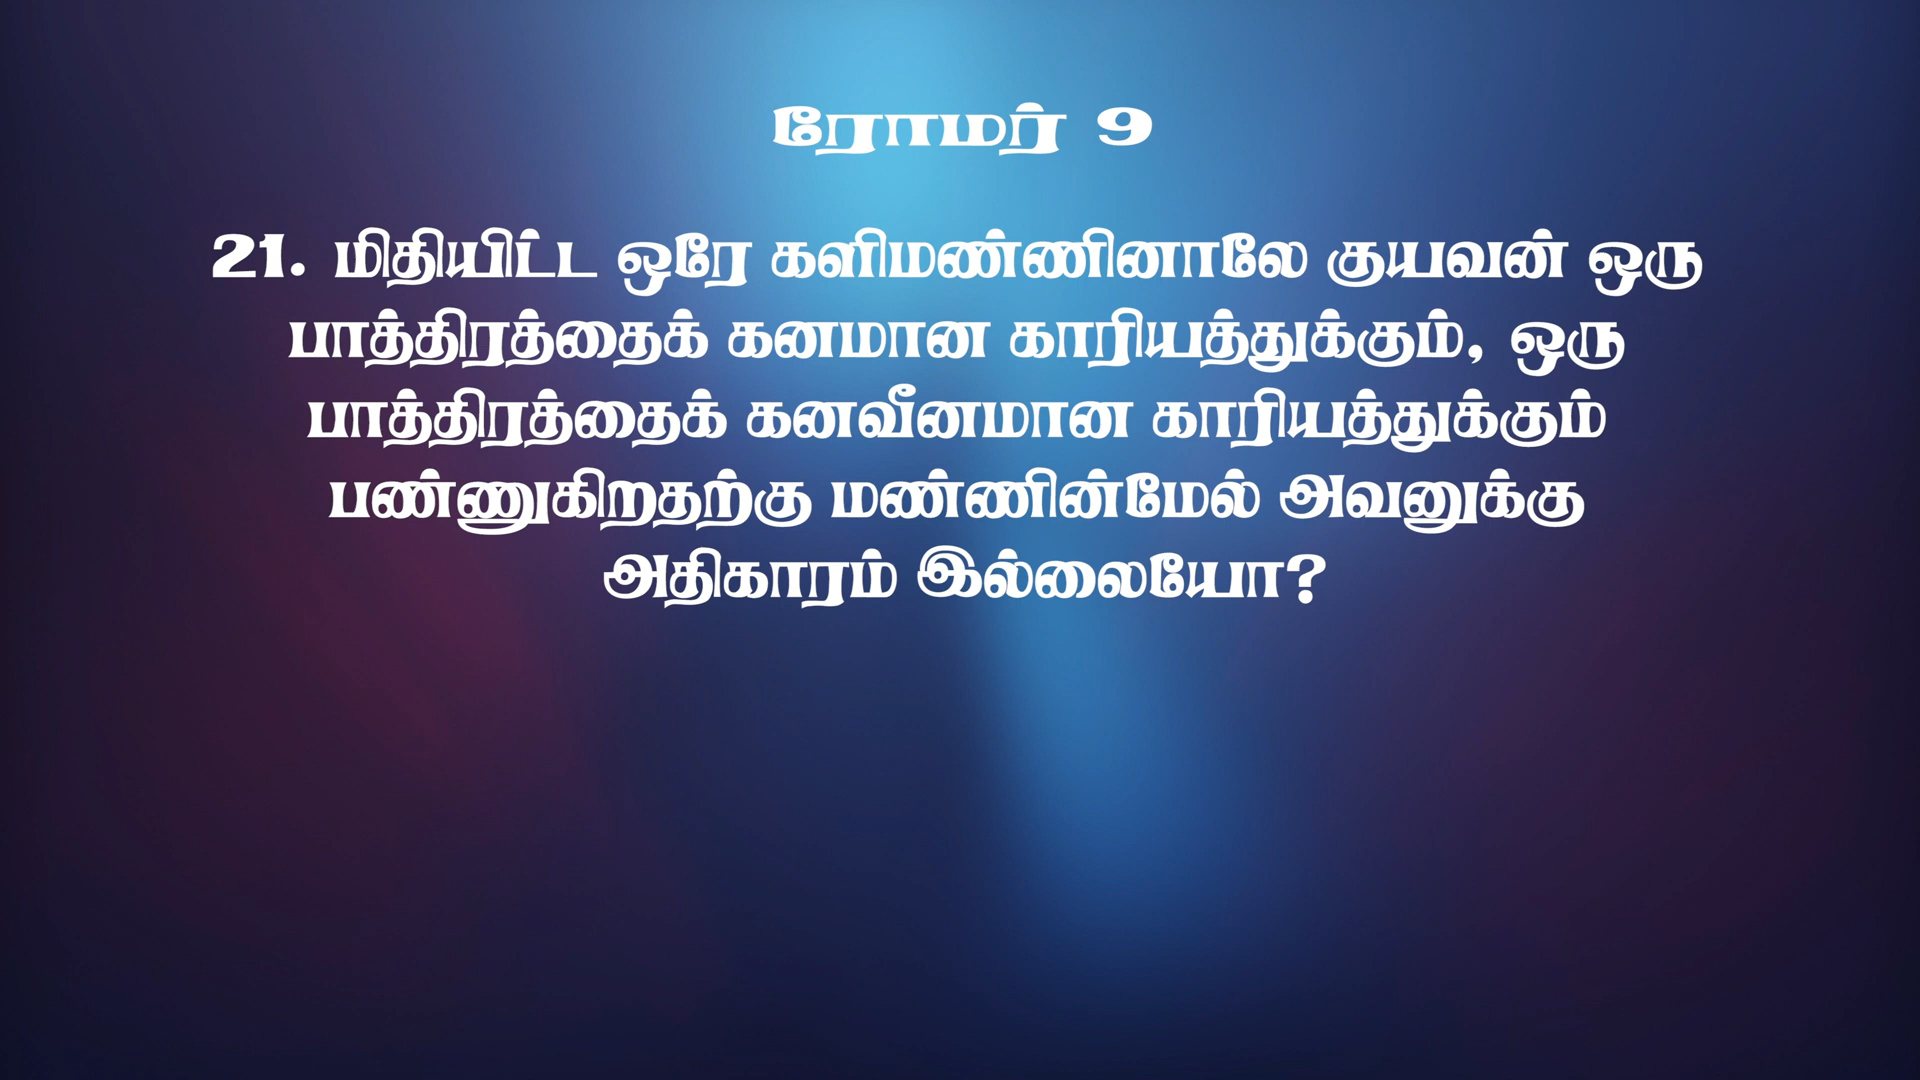 ரோமர் 9
21. மிதியிட்ட ஒரே களிமண்ணினாலே குயவன் ஒரு
பாத்திரத்தைக் கனமான காரியத்துக்கும், ஒரு
பாத்திரத்தைக் கனவீனமான காரியத்துக்கும்
பண்ணுகிறதற்கு மண்ணின்மேல் அவனுக்கு
அதிகாரம் இல்லையோ?